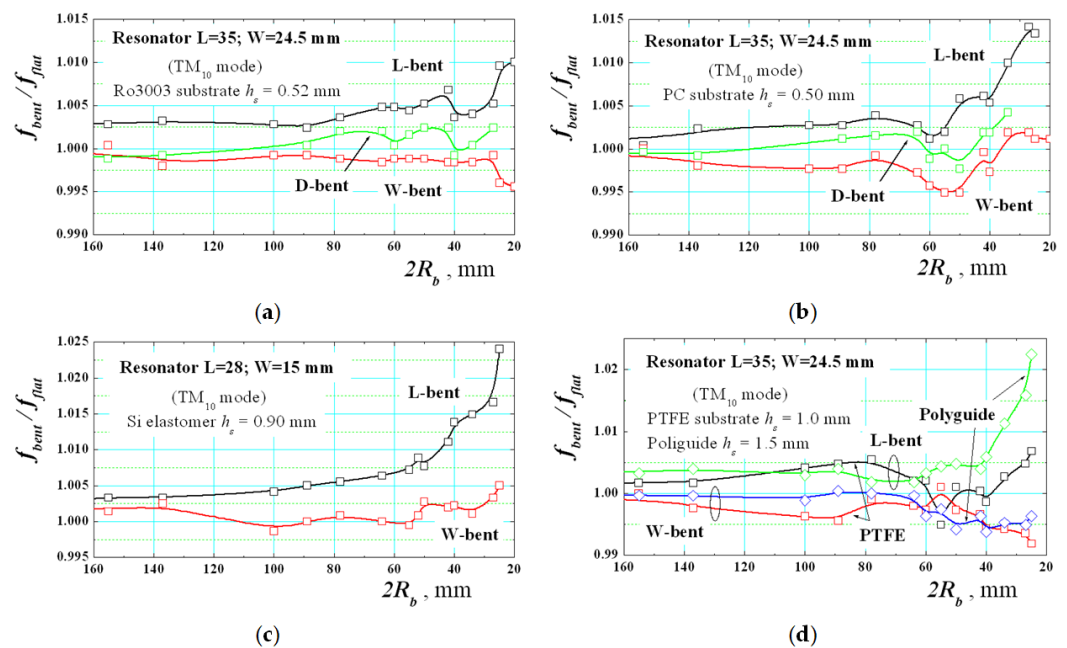 1.015
1.010
1.005
1.000
0.995
0.990
f_bent / f_flat
Resonator L=35; W=24.5 mm
(TM10 mode)
Ro3003 substrate h_s = 0.52 mm
L-bent
D-bent
W-bent
160 140 120 100 80 60 40 20
2R_b , mm
(a)
1.015
1.010
1.005
1.000
0.995
0.990
f_bent / f_flat
Resonator L=35; W=24.5 mm
(TM10 mode)
PC substrate h_s = 0.50 mm
L-bent
D-bent
W-bent
160 140 120 100 80 60 40 20
2R_b , mm
(b)
1.025
1.020
1.015
1.010
1.005
1.000
0.995
f_bent / f_flat
Resonator L=28; W=15 mm
(TM10 mode)
Si elastomer h_s = 0.90 mm
L-bent
W-bent
160 140 120 100 80 60 40 20
2R_b , mm
(c)
1.02
1.01
1.00
0.99
f_bent / f_flat
Resonator L=35; W=24.5 mm
(TM10 mode)
PTFE substrate h_s = 1.0 mm
Poliguide h_s = 1.5 mm
Polyguide
L-bent
W-bent
PTFE
160 140 120 100 80 60 40 20
2R_b , mm
(d)